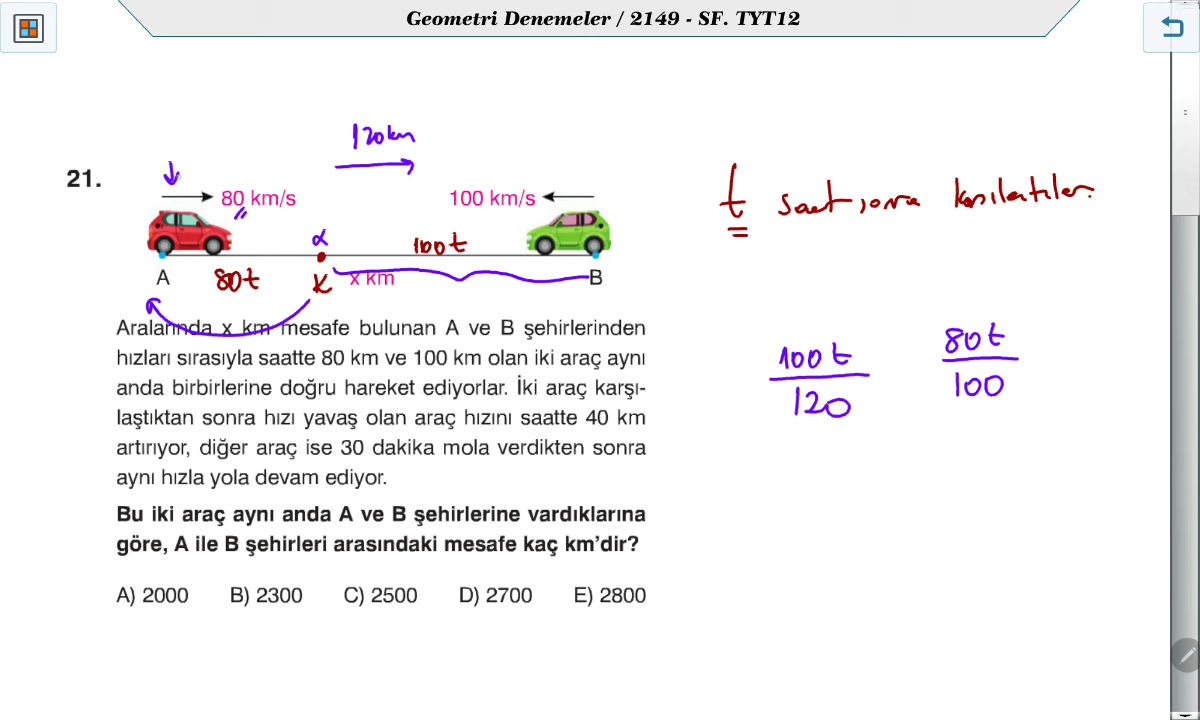 Geometri Denemeler / 2149 - SF. TYT12
120km
21.
80 km/s
100 km/s
t saat sonra karşılaştılar.
α
100t
A
80t
K
x km
B
Aralarında x km mesafe bulunan A ve B şehirlerinden
hızları sırasıyla saatte 80 km ve 100 km olan iki araç aynı
anda birbirlerine doğru hareket ediyorlar. İki araç karşı-
laştıktan sonra hızı yavaş olan araç hızını saatte 40 km
artırıyor, diğer araç ise 30 dakika mola verdikten sonra
aynı hızla yola devam ediyor.
100t
120
80t
100
Bu iki araç aynı anda A ve B şehirlerine vardıklarına
göre, A ile B şehirleri arasındaki mesafe kaç km'dir?
A) 2000 B) 2300 C) 2500 D) 2700 E) 2800